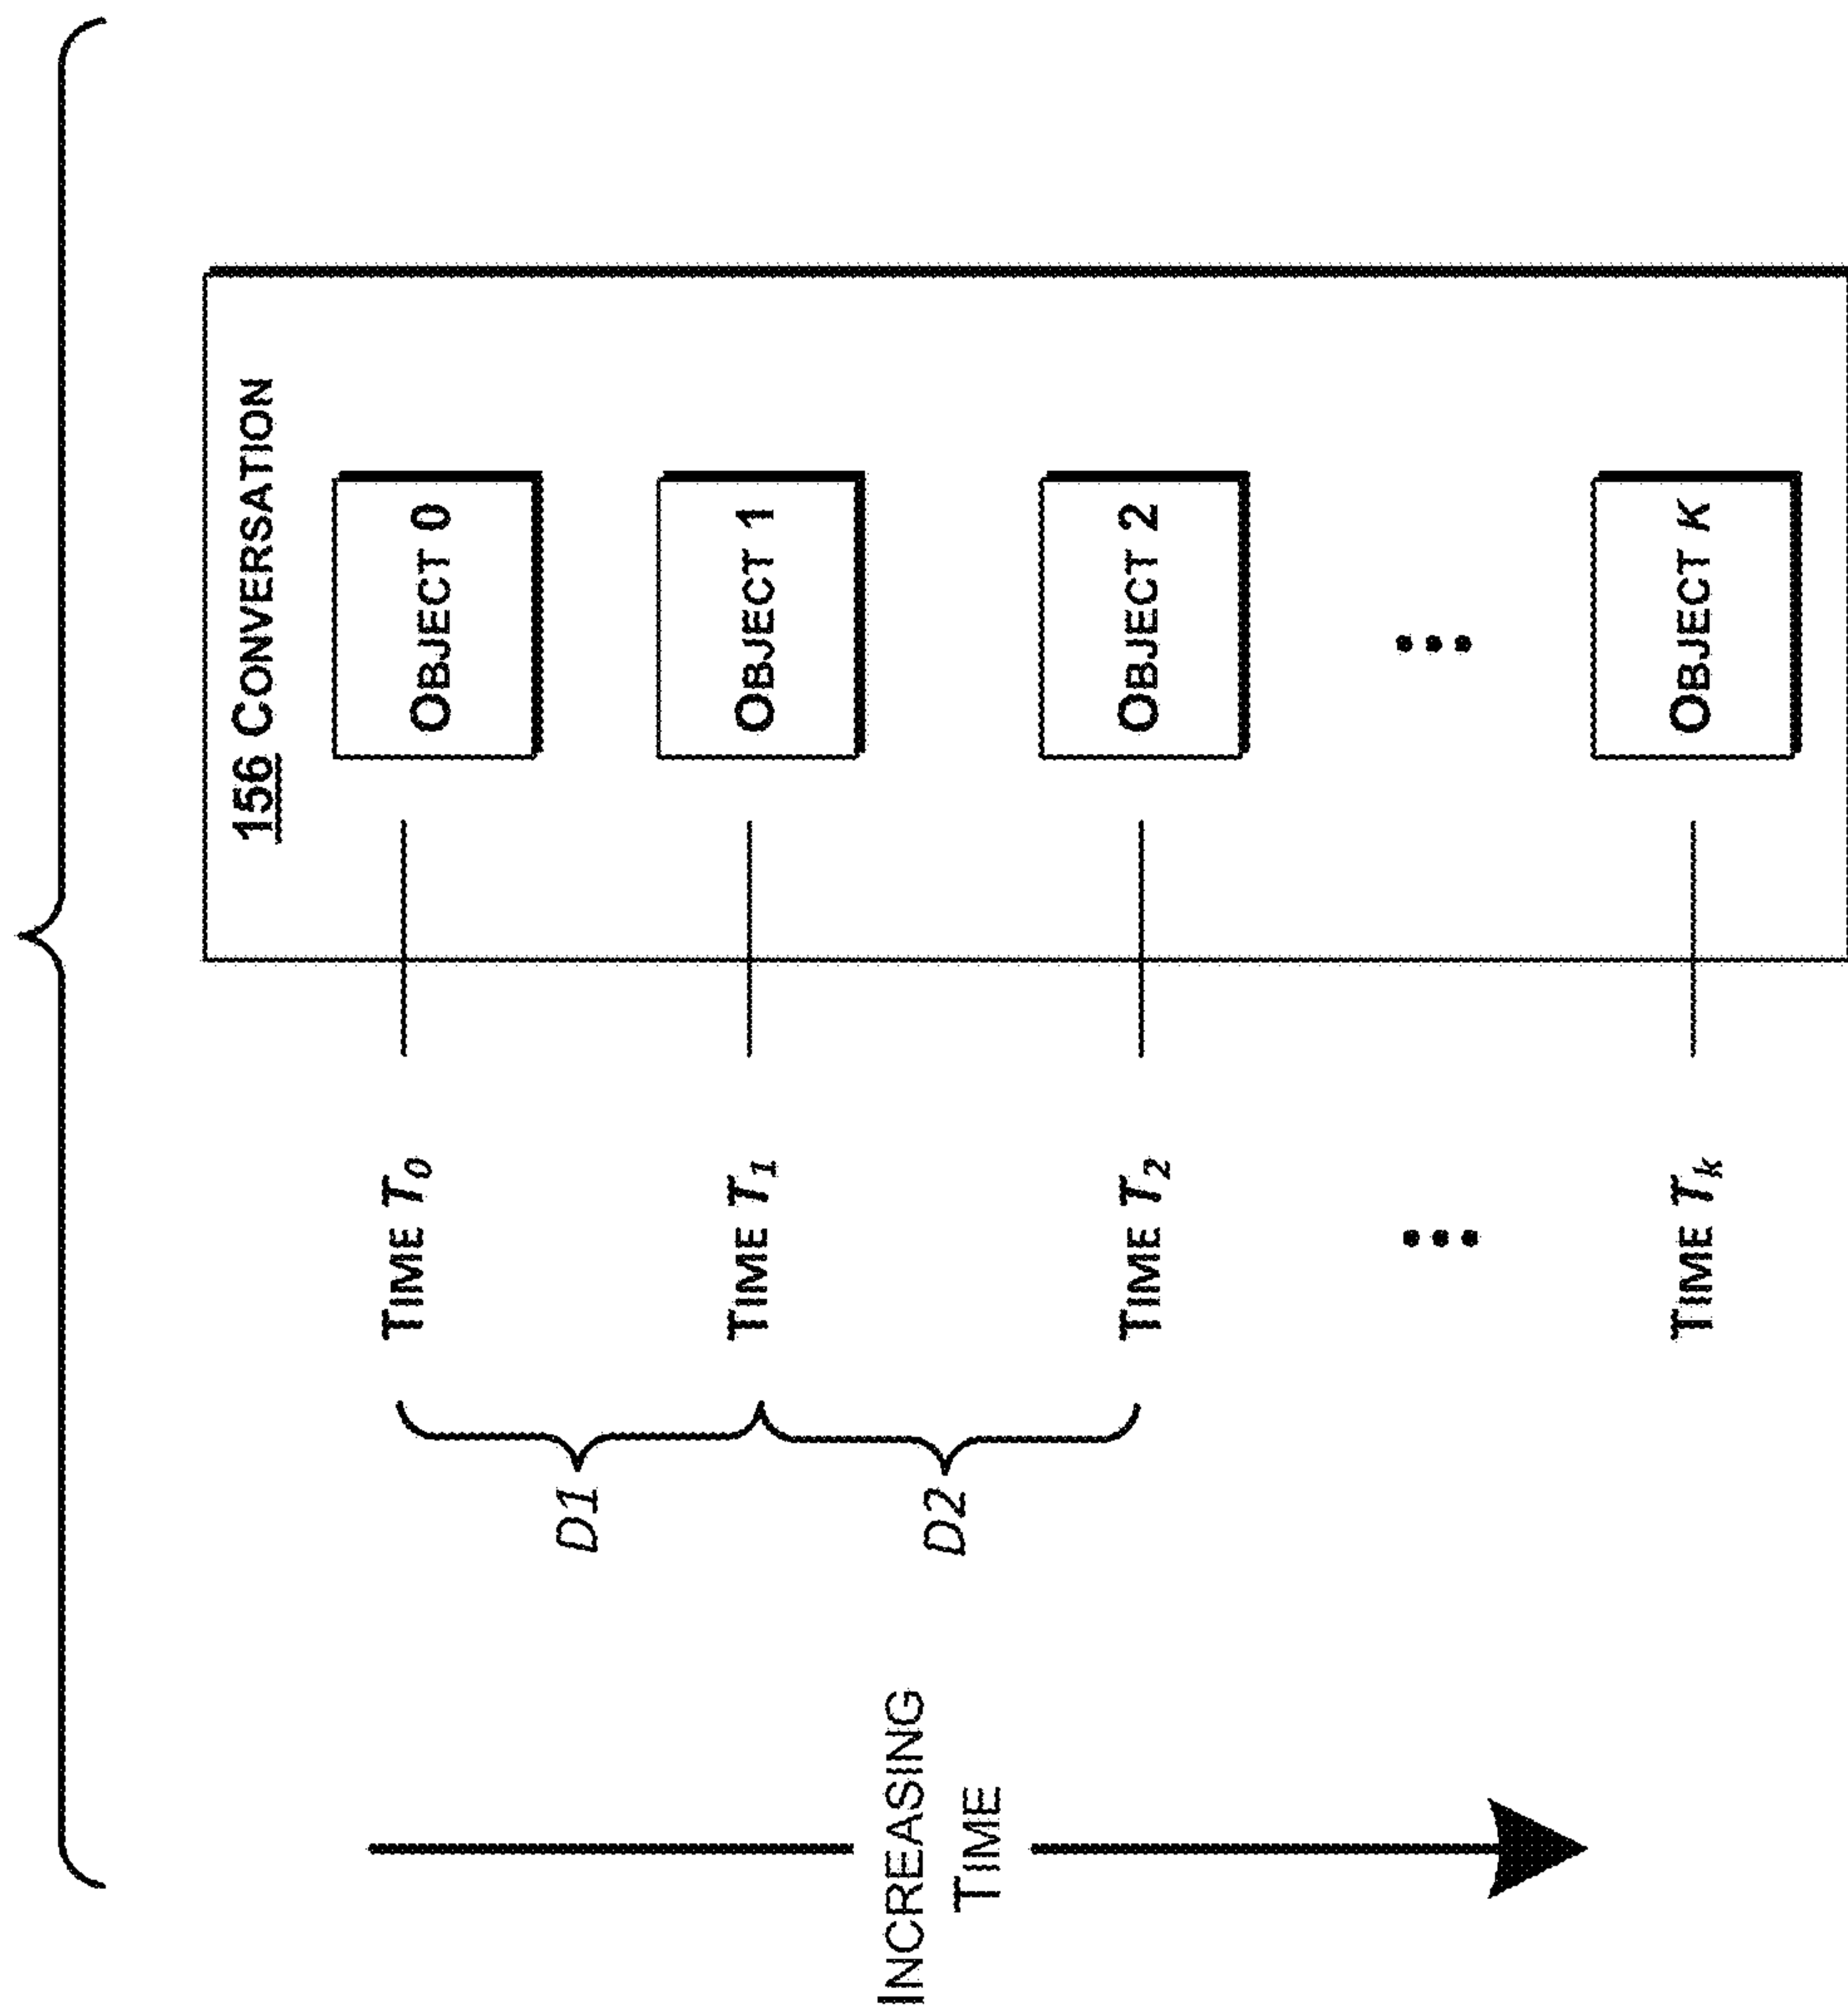 156 CONVERSATION
TIME T0
OBJECT 0
D1
TIME T1
OBJECT 1
D2
TIME T2
OBJECT 2
INCREASING
TIME
...
...
TIME Tk
OBJECT K